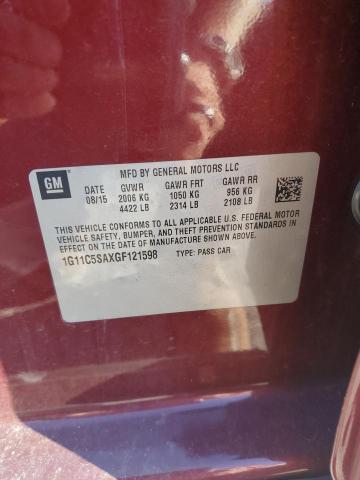 MFD BY GENERAL MOTORS LLC
GM
DATE GVWR GAWR FRT GAWR RR
08/15 2006 KG 1050 KG 956 KG
4422 LB 2314 LB 2108 LB
THIS VEHICLE CONFORMS TO ALL APPLICABLE U.S. FEDERAL MOTOR
VEHICLE SAFETY, BUMPER, AND THEFT PREVENTION STANDARDS IN
EFFECT ON THE DATE OF MANUFACTURE SHOWN ABOVE.
1G11C5SAXGF121598 TYPE: PASS CAR